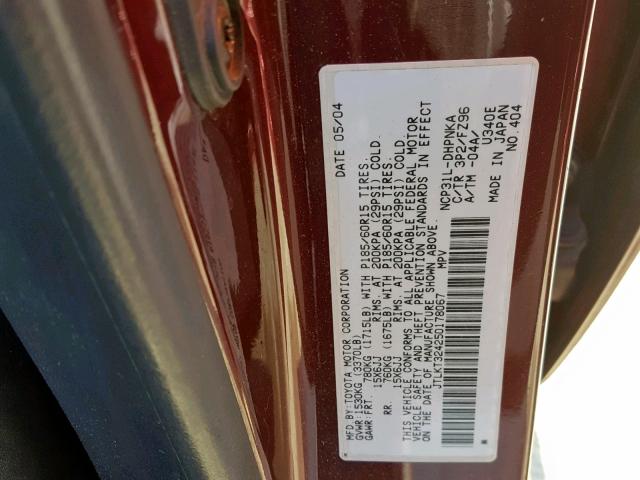 MFD.BY:TOYOTA MOTOR CORPORATION DATE 05/04
GVWR:1530KG (3370LB)
GAWR:FRT. 780KG (1715LB) WITH P185/60R15 TIRES.
15X6JJ RIMS. AT 200KPA (29PSI) COLD.
RR. 760KG (1675LB) WITH P185/60R15 TIRES.
15X6JJ RIMS. AT 200KPA (29PSI) COLD.
THIS VEHICLE CONFORMS TO ALL APPLICABLE FEDERAL MOTOR
VEHICLE SAFETY AND THEFT PREVENTION STANDARDS IN EFFECT
ON THE DATE OF MANUFACTURE SHOWN ABOVE.
JTLKT324250178067 MPV
NCP31L-DHPNKA
C/TR 3P2/FZ96
A/TM -04A/
U340E
MADE IN JAPAN
NO.404